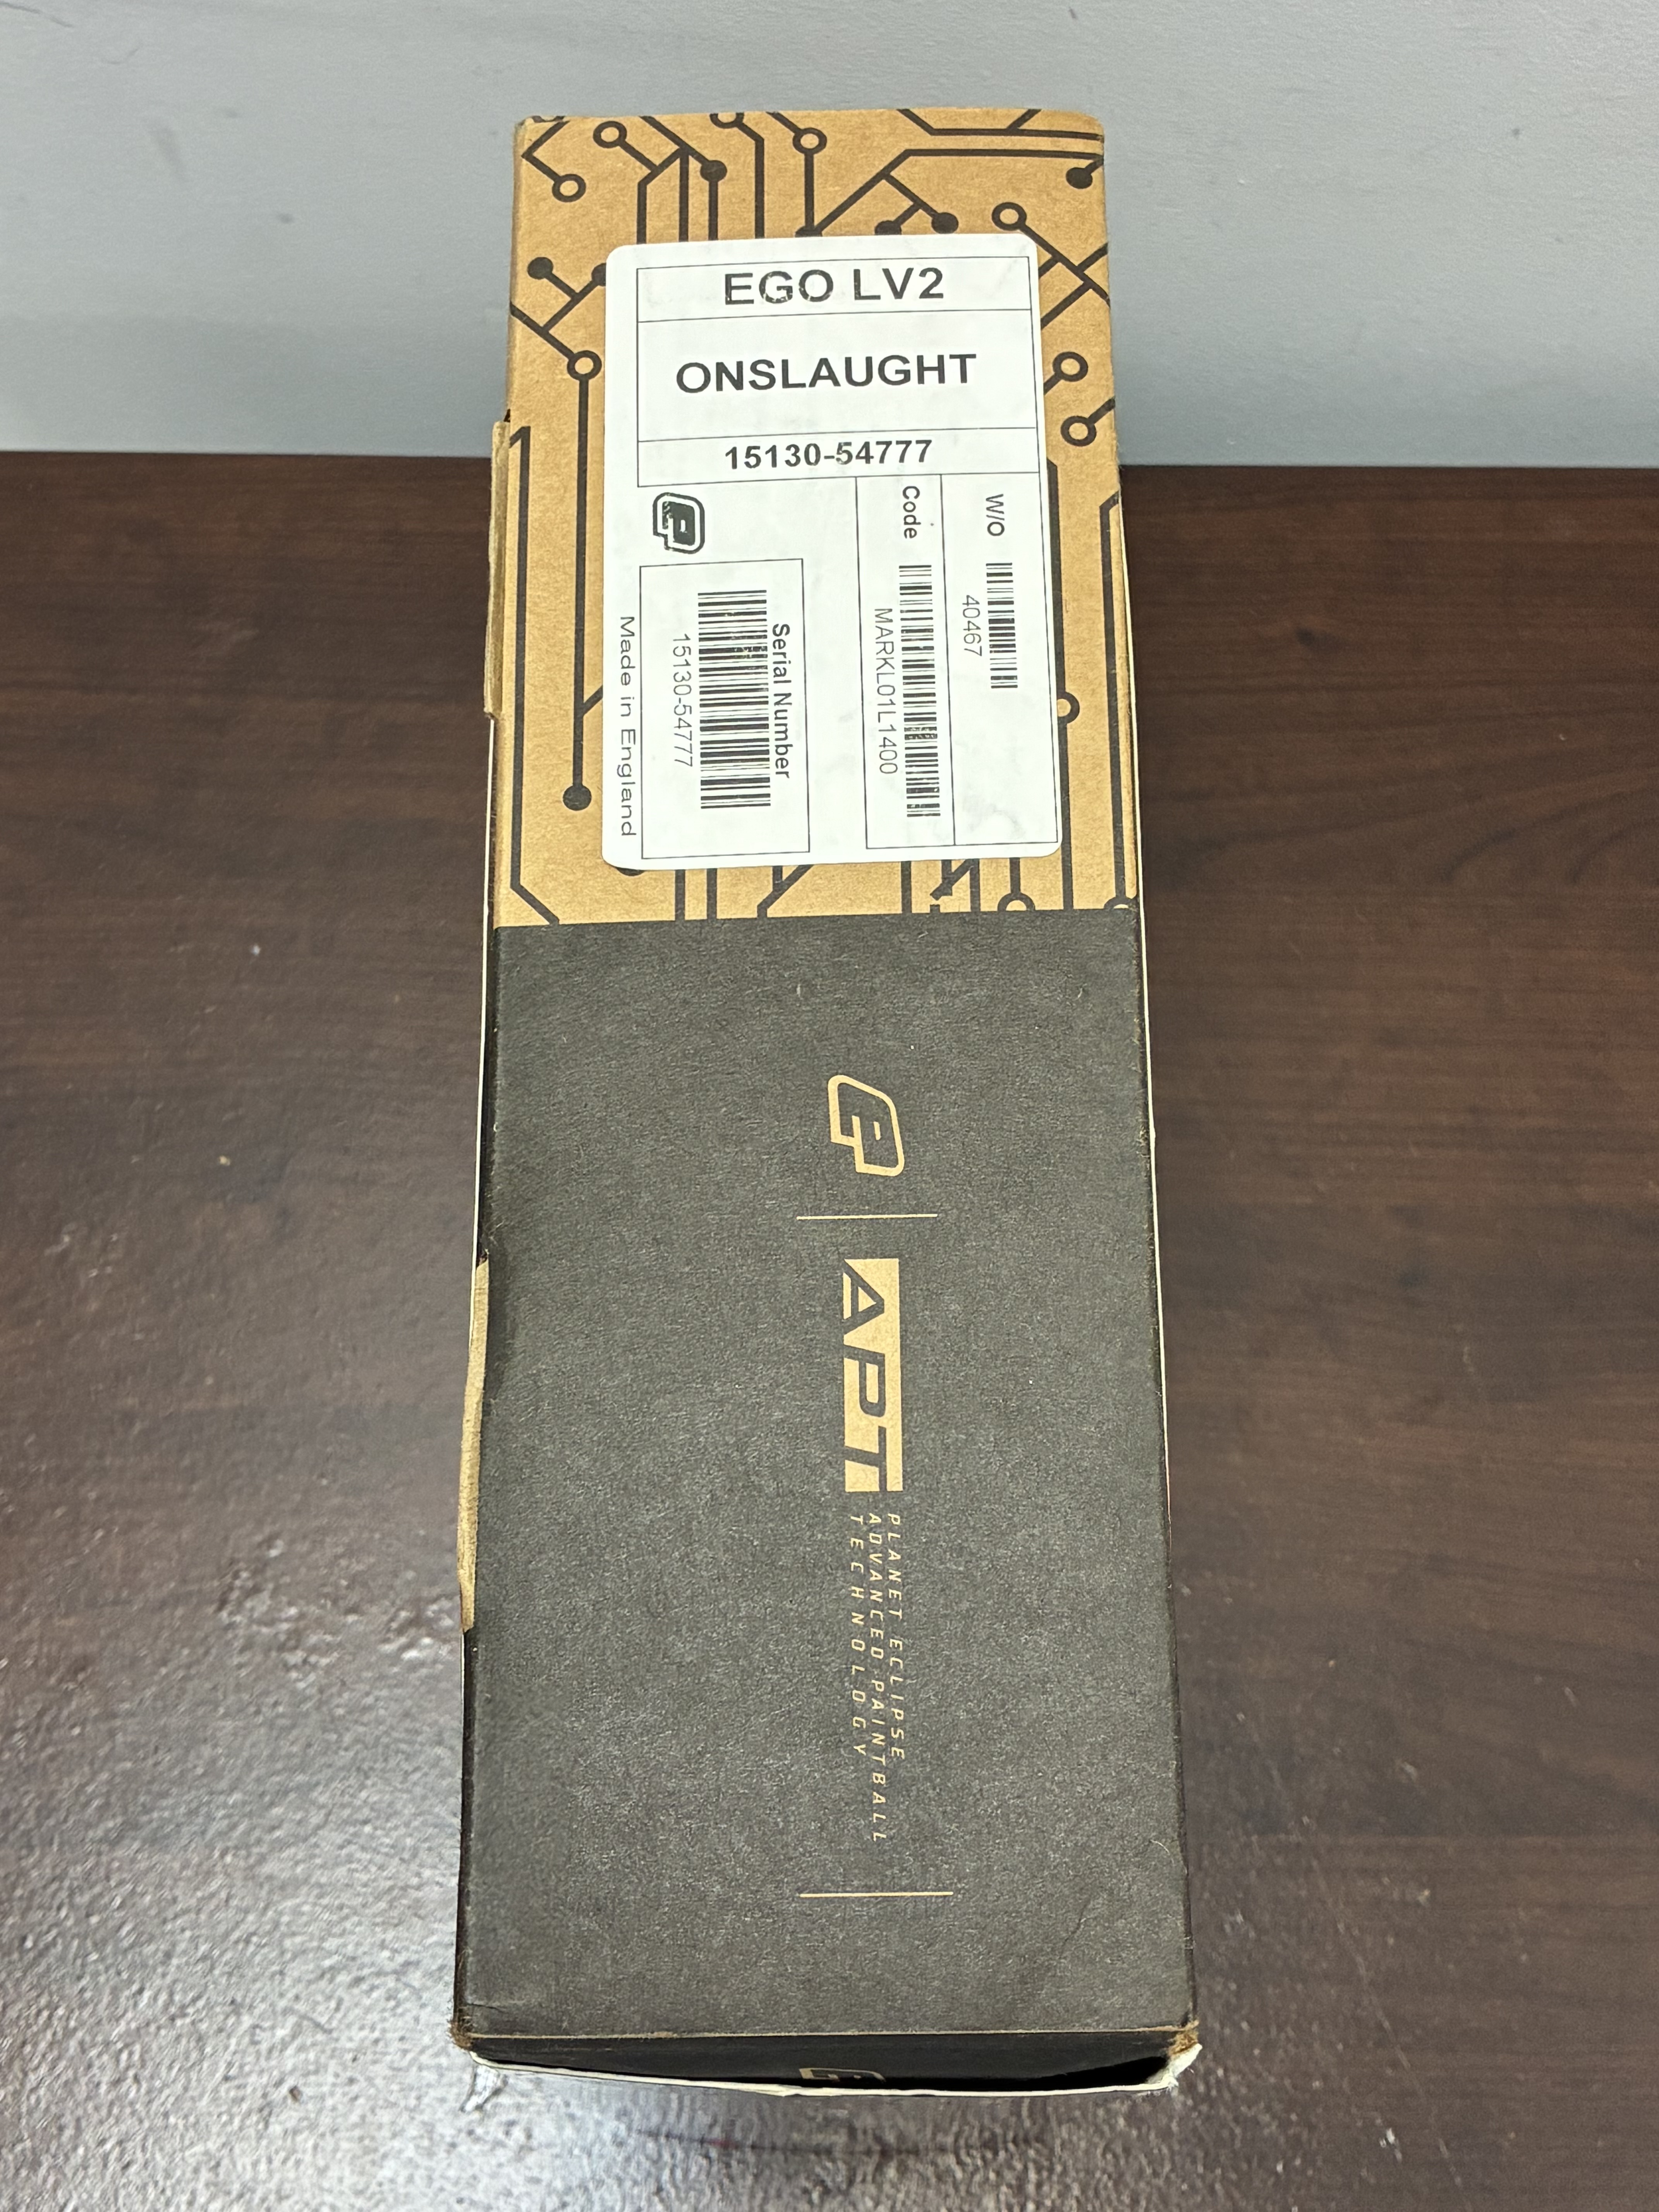 EGO LV2
ONSLAUGHT
15130-54777
W/O
40467
Code
MARKL01L1400
Serial Number
15130-54777
Made in England
APT
PLANET ECLIPSE
ADVANCED PAINTBALL
TECHNOLOGY